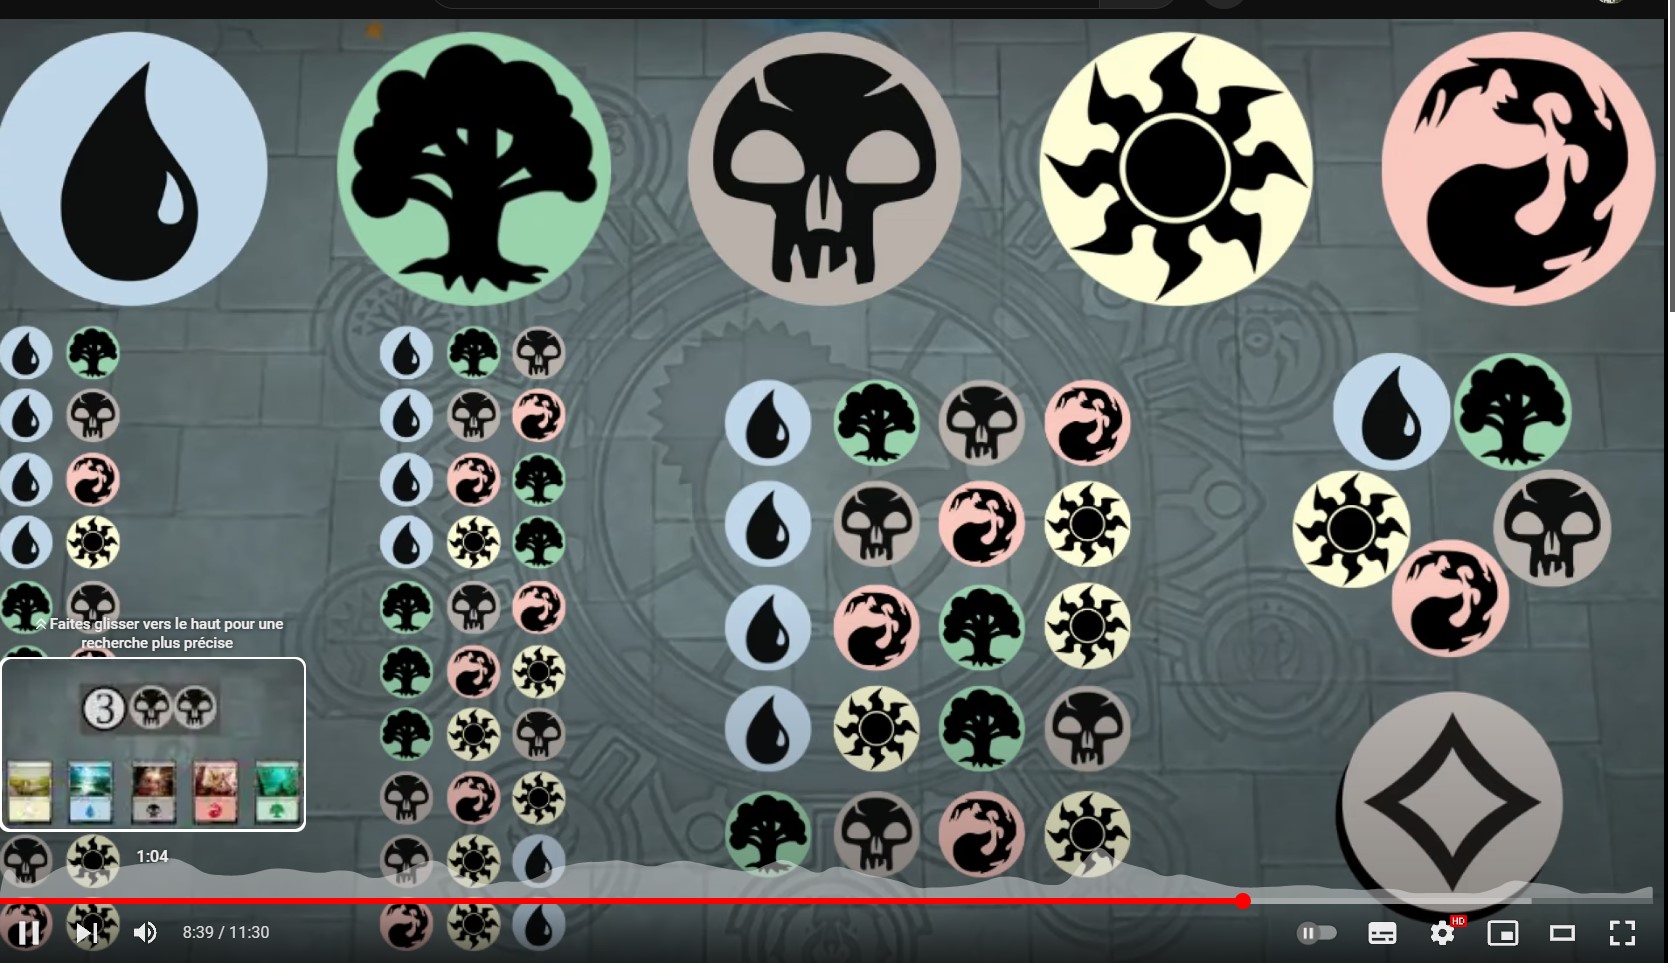 Faites glisser vers le haut pour une
recherche plus précise
3
1:04
8:39 / 11:30
HD